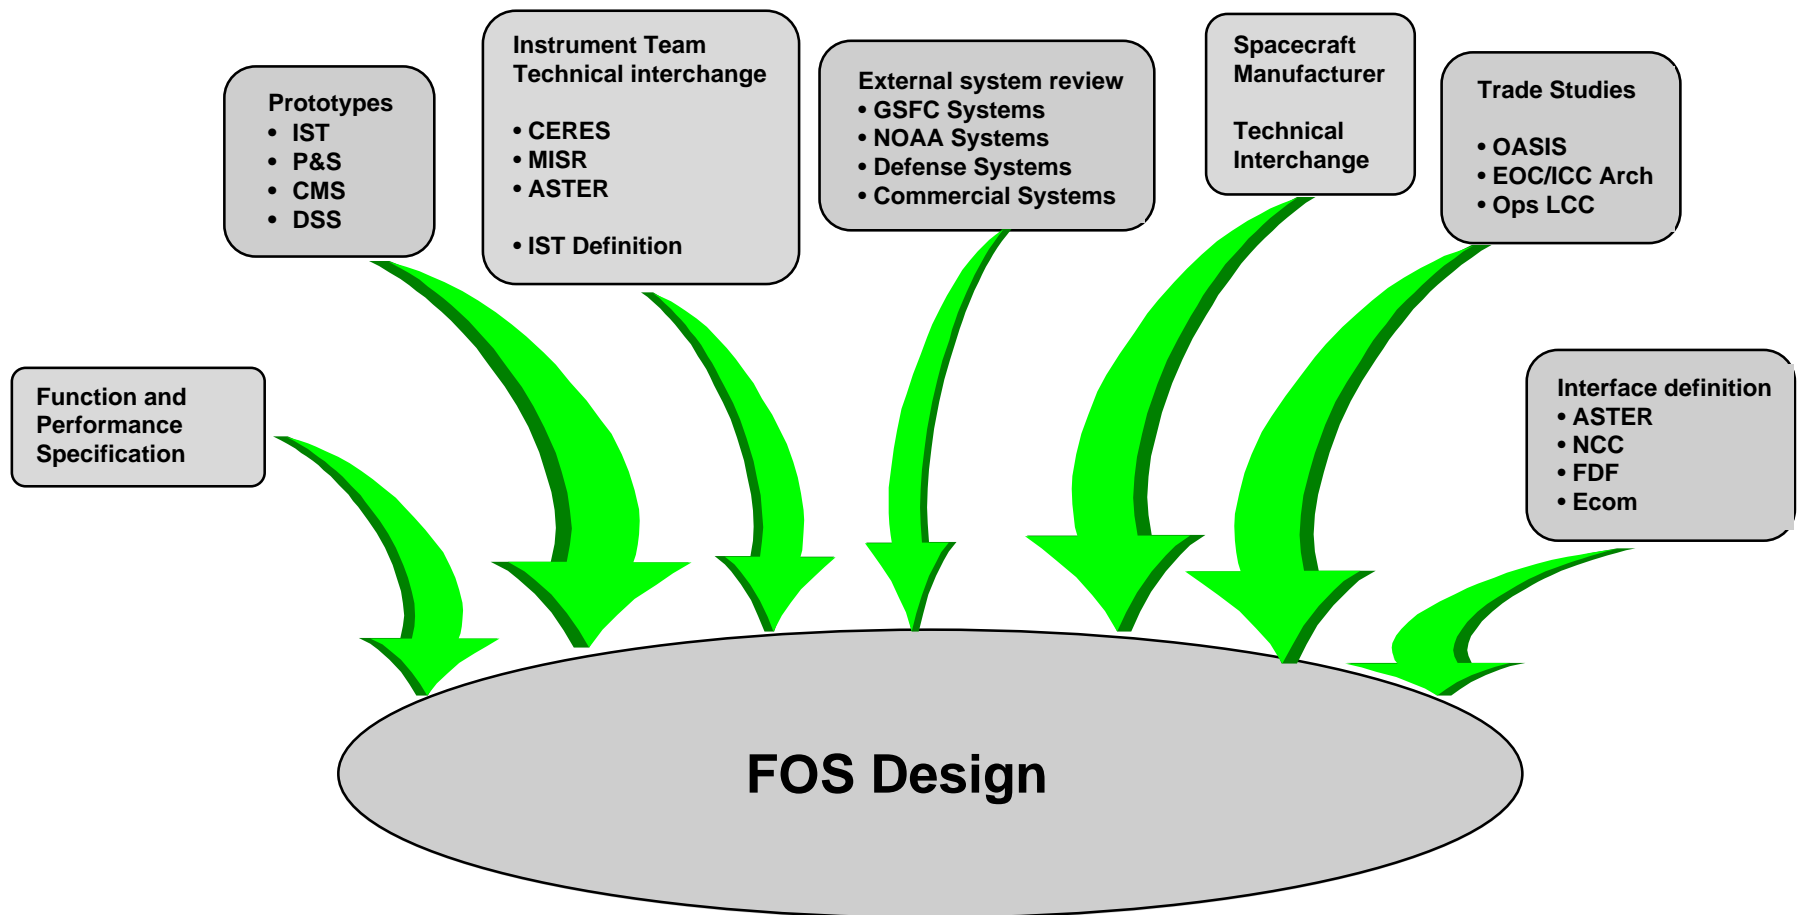 Function and
Performance
Specification
Prototypes
• IST
• P&S
• CMS
• DSS
Instrument Team
Technical interchange
• CERES
• MISR
• ASTER
• IST Definition
External system review
• GSFC Systems
• NOAA Systems
• Defense Systems
• Commercial Systems
Spacecraft
Manufacturer
Technical
Interchange
Trade Studies
• OASIS
• EOC/ICC Arch
• Ops LCC
Interface definition
• ASTER
• NCC
• FDF
• Ecom
FOS Design